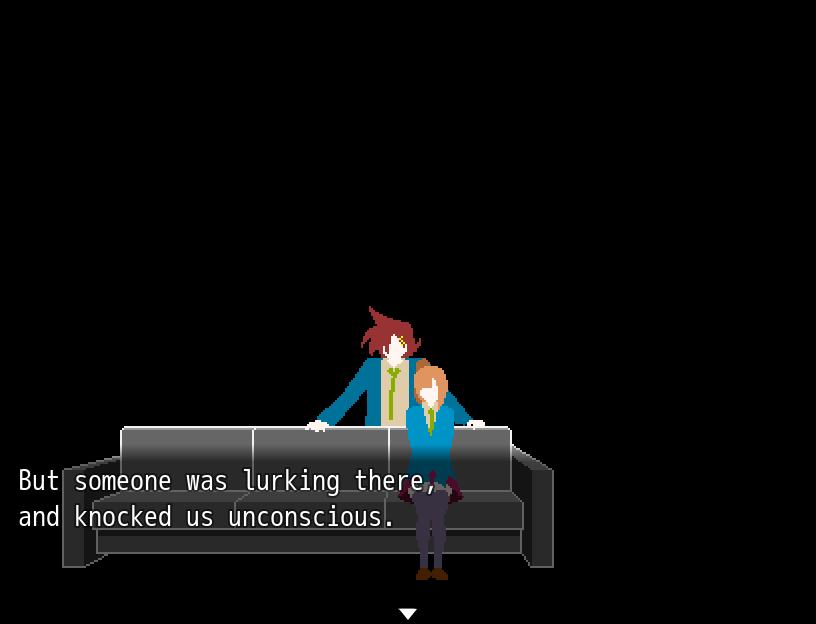 But someone was lurking there,
and knocked us unconscious.